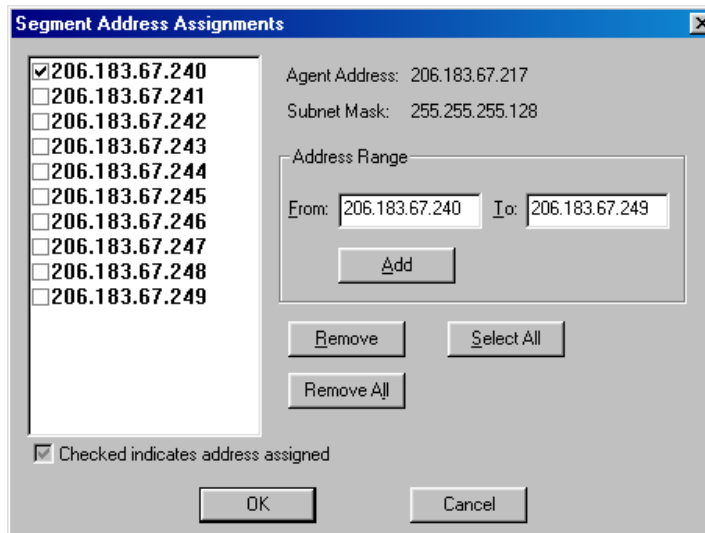 Segment Address Assignments
206.183.67.240
206.183.67.241
206.183.67.242
206.183.67.243
206.183.67.244
206.183.67.245
206.183.67.246
206.183.67.247
206.183.67.248
206.183.67.249
Agent Address: 206.183.67.217
Subnet Mask: 255.255.255.128
Address Range
From: 206.183.67.240 To: 206.183.67.249
Add
Remove Select All
Remove All
Checked indicates address assigned
OK Cancel